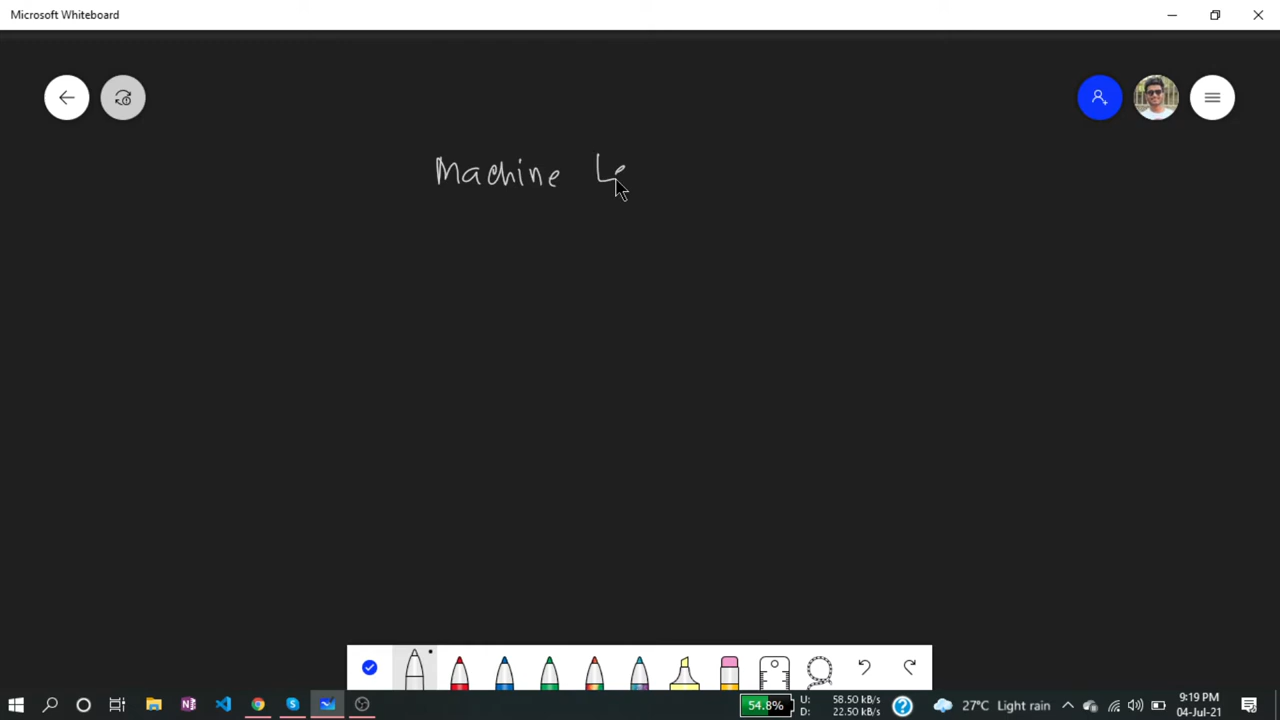 Microsoft Whiteboard
Machine Le
54.8%
U: 58.50 kB/s
D: 22.50 kB/s
27°C Light rain
9:19 PM
04-Jul-21